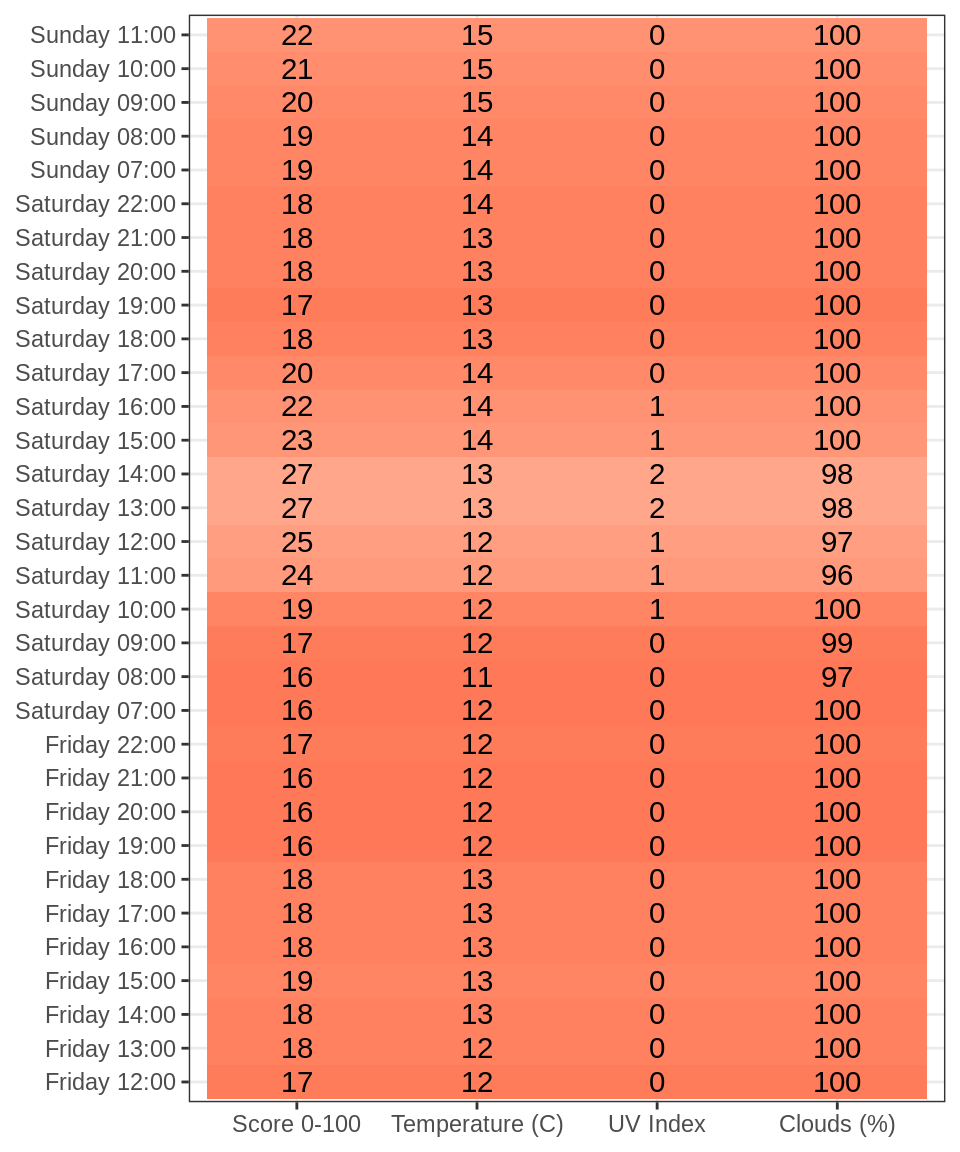 Sunday 11:00 22 15 0 100
Sunday 10:00 21 15 0 100
Sunday 09:00 20 15 0 100
Sunday 08:00 19 14 0 100
Sunday 07:00 19 14 0 100
Saturday 22:00 18 14 0 100
Saturday 21:00 18 13 0 100
Saturday 20:00 18 13 0 100
Saturday 19:00 17 13 0 100
Saturday 18:00 18 13 0 100
Saturday 17:00 20 14 0 100
Saturday 16:00 22 14 1 100
Saturday 15:00 23 14 1 100
Saturday 14:00 27 13 2 98
Saturday 13:00 27 13 2 98
Saturday 12:00 25 12 1 97
Saturday 11:00 24 12 1 96
Saturday 10:00 19 12 1 100
Saturday 09:00 17 12 0 99
Saturday 08:00 16 11 0 97
Saturday 07:00 16 12 0 100
Friday 22:00 17 12 0 100
Friday 21:00 16 12 0 100
Friday 20:00 16 12 0 100
Friday 19:00 16 12 0 100
Friday 18:00 18 13 0 100
Friday 17:00 18 13 0 100
Friday 16:00 18 13 0 100
Friday 15:00 19 13 0 100
Friday 14:00 18 13 0 100
Friday 13:00 18 12 0 100
Friday 12:00 17 12 0 100
Score 0-100 Temperature (C) UV Index Clouds (%)